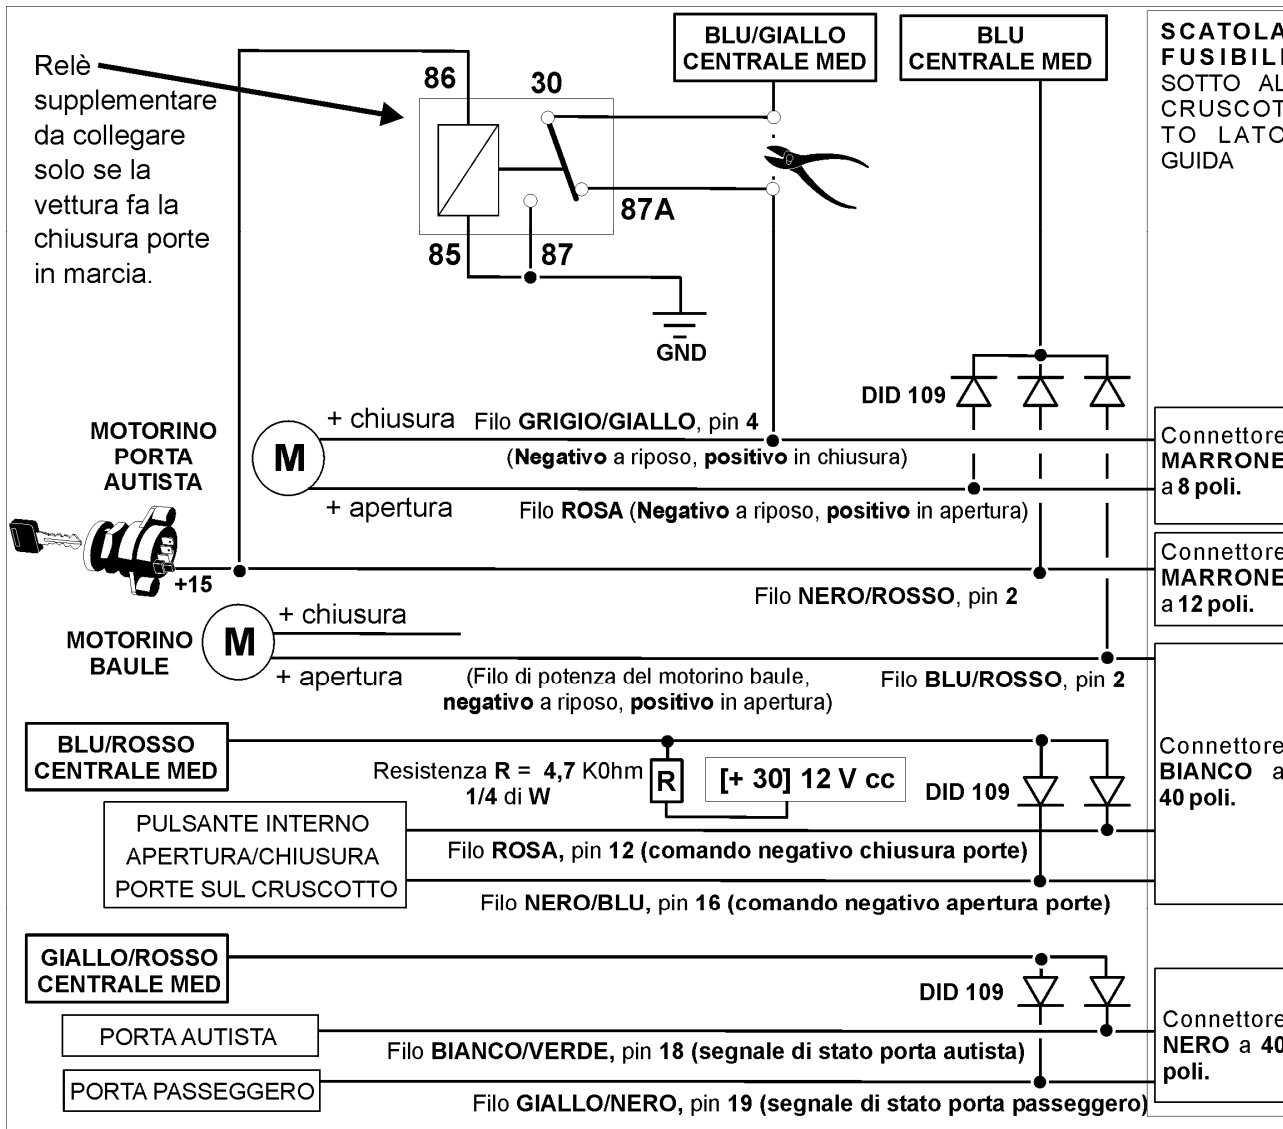 Relè
supplementare
da collegare
solo se la
vettura fa la
chiusura porte
in marcia.
86
30
85
87
87A
GND
BLU/GIALLO
CENTRALE MED
BLU
CENTRALE MED
SCATOLA
FUSIBILI
SOTTO AL
CRUSCOT
TO LATO
GUIDA
DID 109
MOTORINO
PORTA
AUTISTA
M
+ chiusura
Filo GRIGIO/GIALLO, pin 4
(Negativo a riposo, positivo in chiusura)
+ apertura
Filo ROSA (Negativo a riposo, positivo in apertura)
Connettore
MARRONE
a 8 poli.
+15
Filo NERO/ROSSO, pin 2
Connettore
MARRONE
a 12 poli.
MOTORINO
BAULE
M
+ chiusura
+ apertura
(Filo di potenza del motorino baule,
negativo a riposo, positivo in apertura)
Filo BLU/ROSSO, pin 2
BLU/ROSSO
CENTRALE MED
Resistenza R = 4,7 K0hm
1/4 di W
R
[+ 30] 12 V cc
DID 109
Connettore
BIANCO a
40 poli.
PULSANTE INTERNO
APERTURA/CHIUSURA
PORTE SUL CRUSCOTTO
Filo ROSA, pin 12 (comando negativo chiusura porte)
Filo NERO/BLU, pin 16 (comando negativo apertura porte)
GIALLO/ROSSO
CENTRALE MED
DID 109
PORTA AUTISTA
Filo BIANCO/VERDE, pin 18 (segnale di stato porta autista)
PORTA PASSEGGERO
Filo GIALLO/NERO, pin 19 (segnale di stato porta passeggero)
Connettore
NERO a 40
poli.